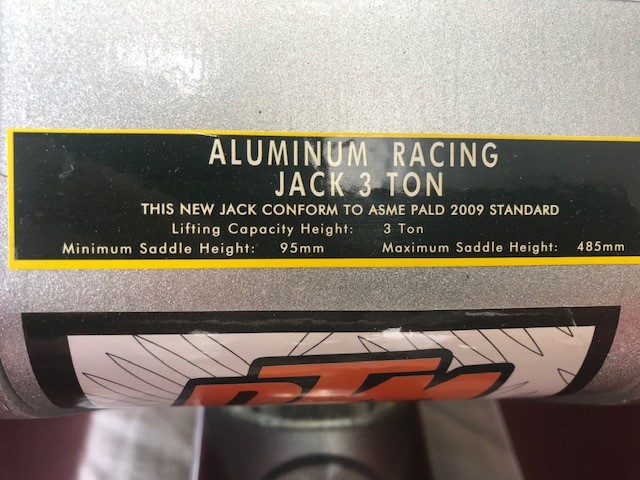 ALUMINUM RACING
JACK 3 TON
THIS NEW JACK CONFORM TO ASME PALD 2009 STANDARD
Lifting Capacity Height: 3 Ton
Minimum Saddle Height: 95mm Maximum Saddle Height: 485mm